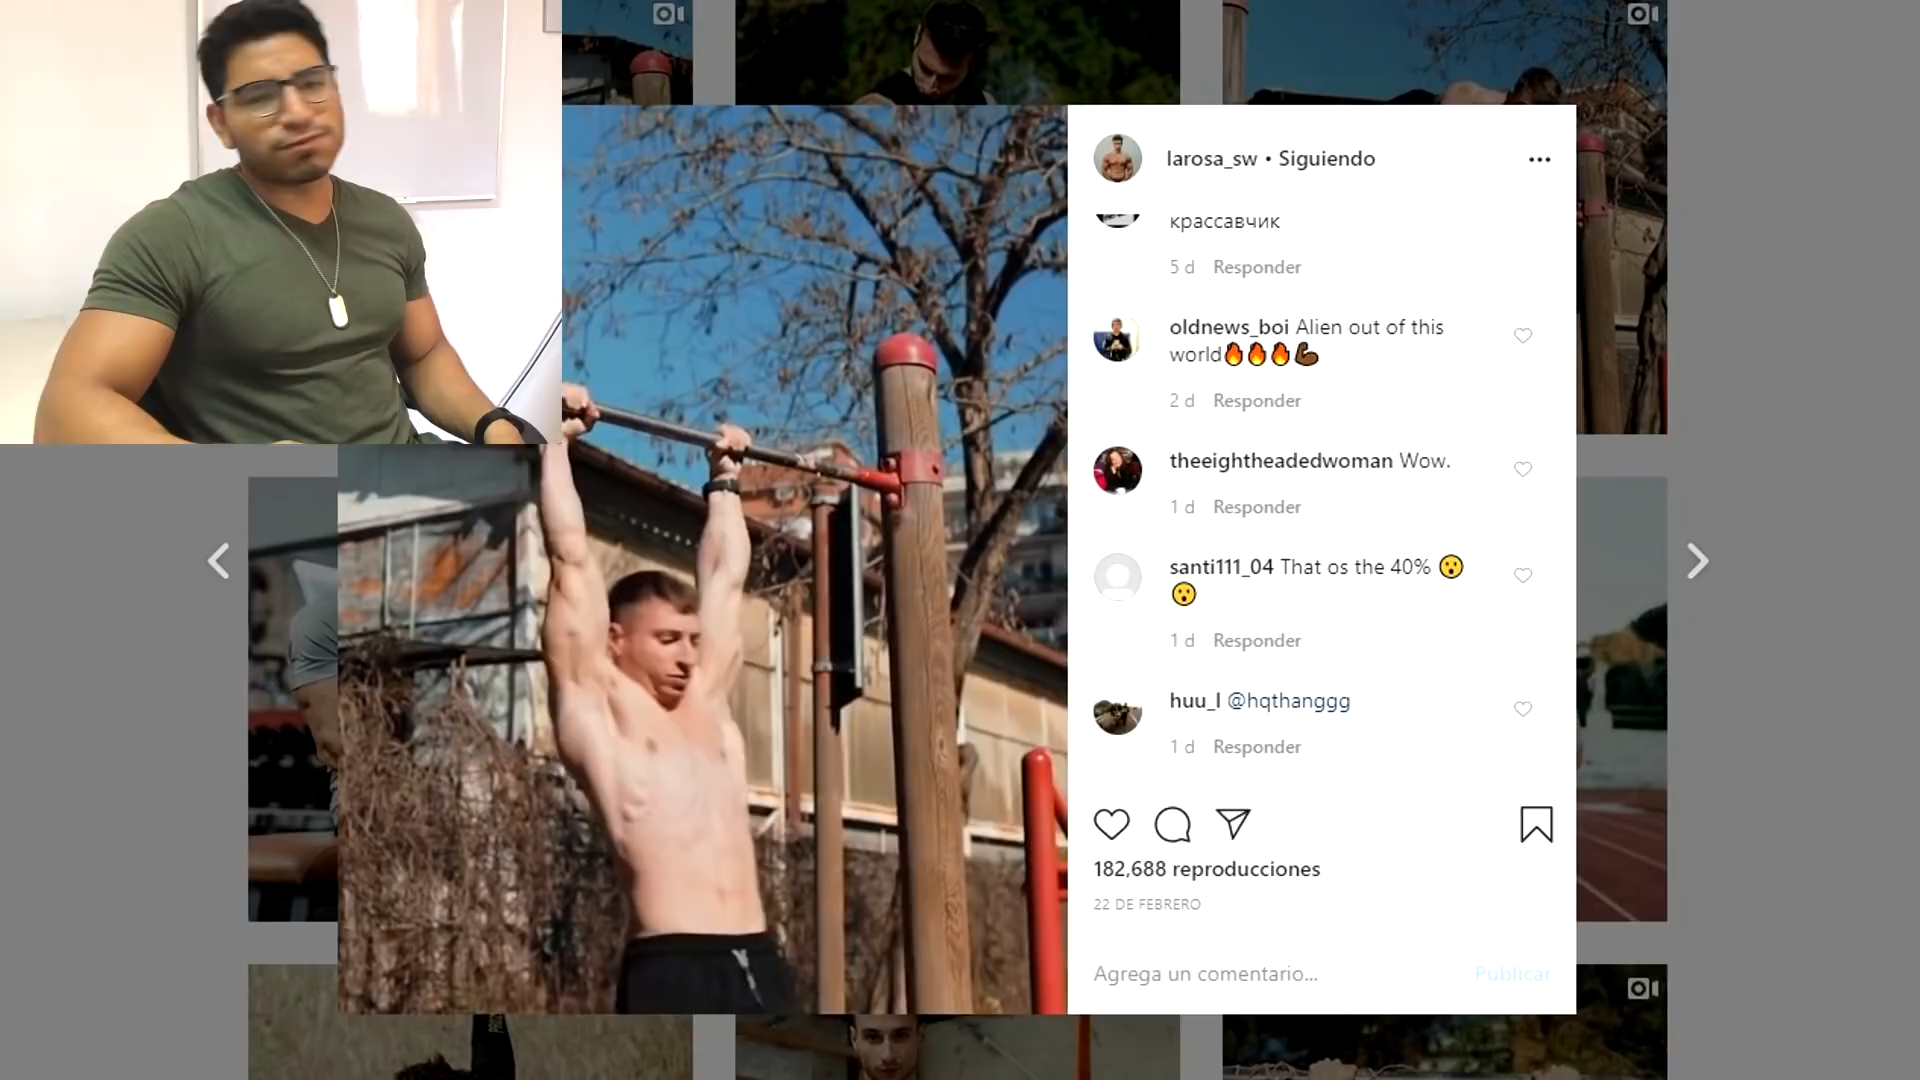 larosa_sw • Siguiendo
крассавчик
5 d Responder
oldnews_boi Alien out of this
world🔥🔥🔥💪🏿
2 d Responder
theeightheadedwoman Wow.
1 d Responder
santi111_04 That os the 40% 😮
😮
1 d Responder
huu_l @hqthanggg
1 d Responder
182,688 reproducciones
22 DE FEBRERO
Agrega un comentario... Publicar